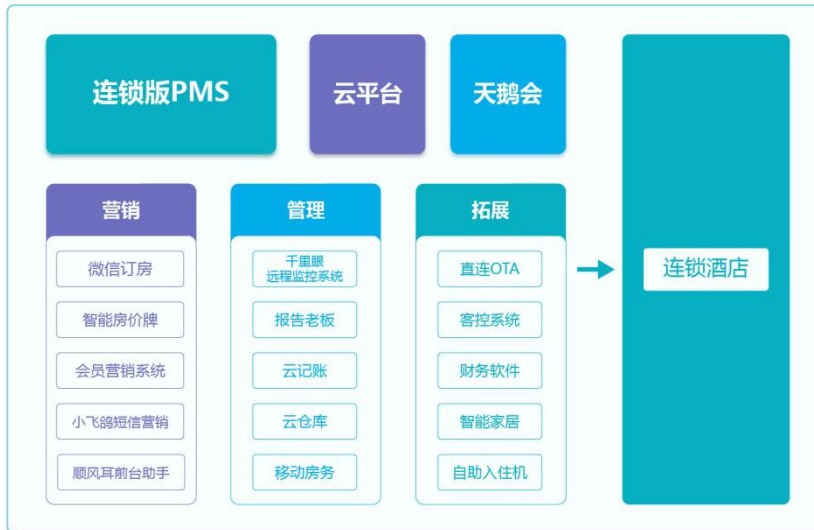 连锁版PMS
云平台
天鹅会
营销
微信订房
智能房价牌
会员营销系统
小飞鸽短信营销
顺风耳前台助手
管理
千里眼
远程监控系统
报告老板
云记账
云仓库
移动房务
拓展
直连OTA
客控系统
财务软件
智能家居
自助入住机
连锁酒店